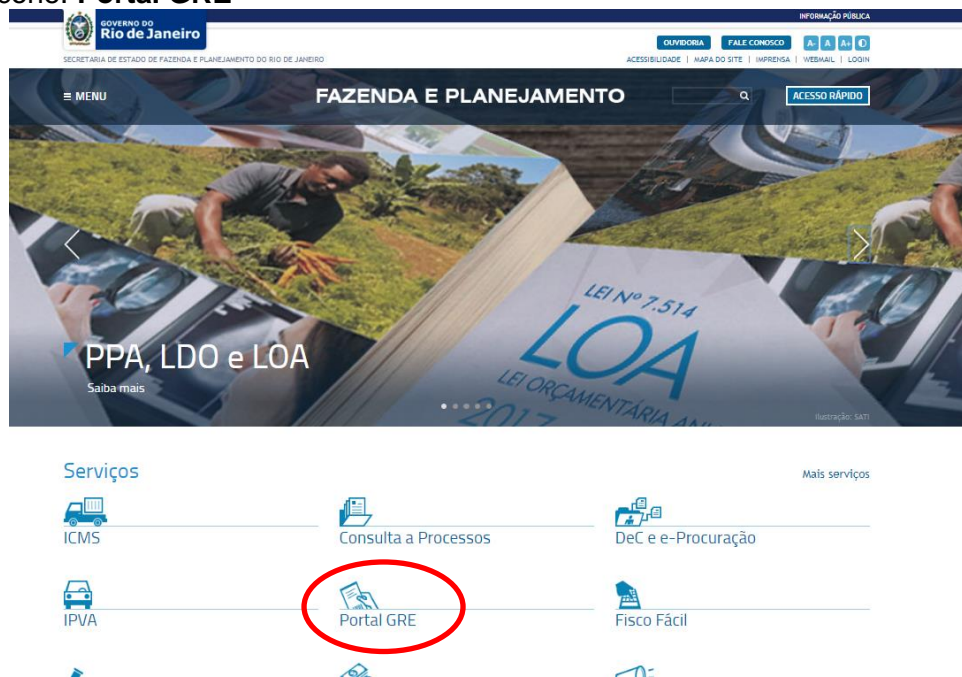 Portal GRE
INFORMAÇÃO PÚBLICA
GOVERNO DO
Rio de Janeiro
OUVIDORIA FALE CONOSCO A- A A+
SECRETARIA DE ESTADO DE FAZENDA E PLANEJAMENTO DO RIO DE JANEIRO
ACESSIBILIDADE | MAPA DO SITE | IMPRENSA | WEBMAIL | LOGIN
≡ MENU
FAZENDA E PLANEJAMENTO
ACESSO RÁPIDO
LEI Nº 7.514
LOA
LEI ORÇAMENTÁRIA
2017
PPA, LDO e LOA
Saiba mais
Ilustração: SATI
Serviços
Mais serviços
ICMS
Consulta a Processos
DeC e e-Procuração
IPVA
Portal GRE
Fisco Fácil